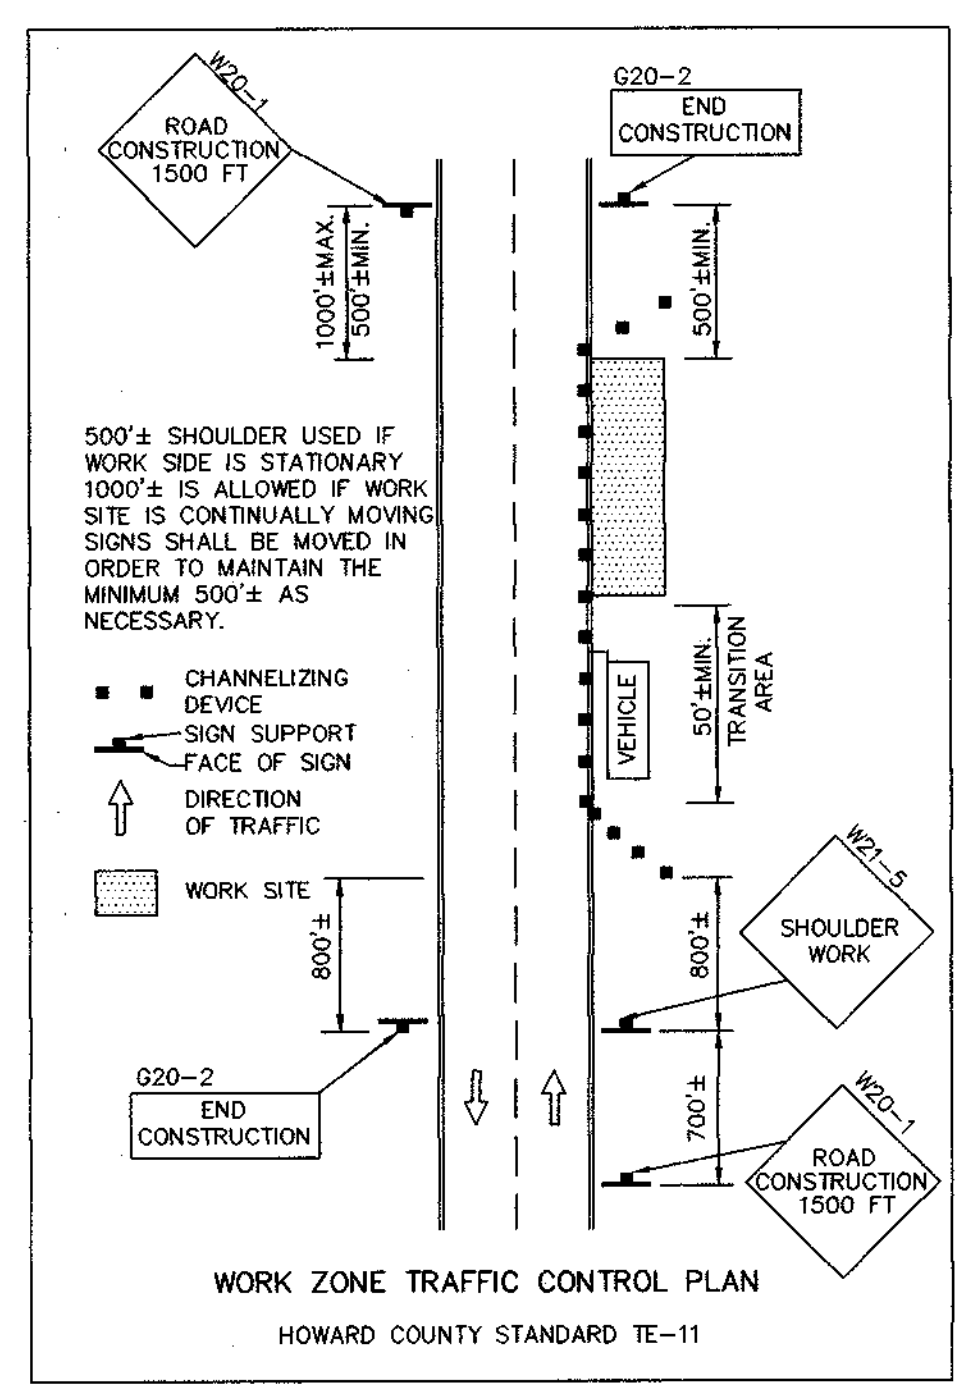 W20-1
ROAD
CONSTRUCTION
1500 FT
G20-2
END
CONSTRUCTION
1000'±MAX.
500'±MIN.
500'±MIN.
500'± SHOULDER USED IF
WORK SIDE IS STATIONARY
1000'± IS ALLOWED IF WORK
SITE IS CONTINUALLY MOVING
SIGNS SHALL BE MOVED IN
ORDER TO MAINTAIN THE
MINIMUM 500'± AS
NECESSARY.
CHANNELIZING
DEVICE
SIGN SUPPORT
FACE OF SIGN
DIRECTION
OF TRAFFIC
WORK SITE
VEHICLE
50'±MIN.
TRANSITION
AREA
800'±
800'±
W21-5
SHOULDER
WORK
G20-2
END
CONSTRUCTION
700'±
W20-1
ROAD
CONSTRUCTION
1500 FT
WORK ZONE TRAFFIC CONTROL PLAN
HOWARD COUNTY STANDARD TE-11